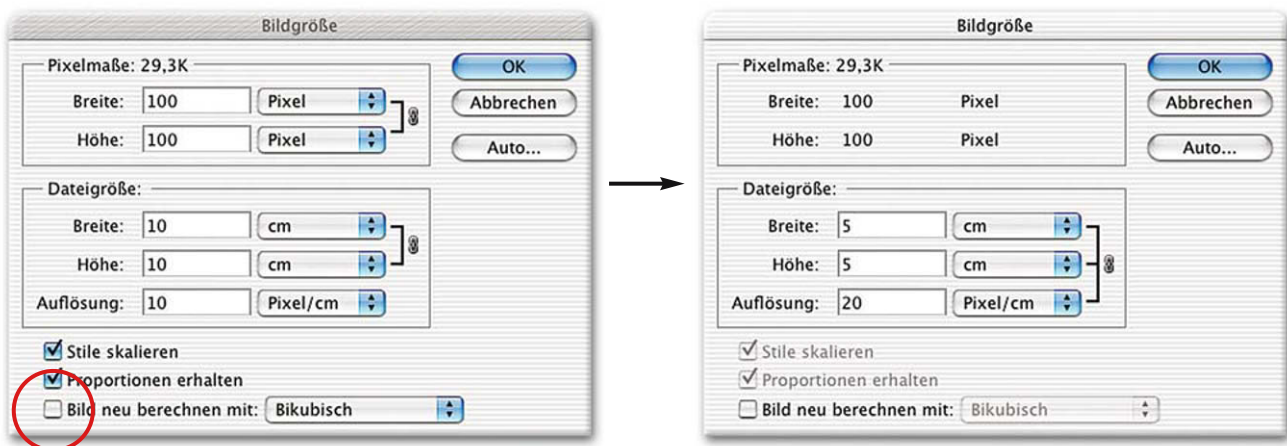 Bildgröße
Pixelmaße: 29,3K
OK
Breite: 100 Pixel
Abbrechen
Höhe: 100 Pixel
Auto...
Dateigröße:
Breite: 10 cm
Höhe: 10 cm
Auflösung: 10 Pixel/cm
Stile skalieren
Proportionen erhalten
Bild neu berechnen mit: Bikubisch
Bildgröße
Pixelmaße: 29,3K
OK
Breite: 100 Pixel
Abbrechen
Höhe: 100 Pixel
Auto...
Dateigröße:
Breite: 5 cm
Höhe: 5 cm
Auflösung: 20 Pixel/cm
Stile skalieren
Proportionen erhalten
Bild neu berechnen mit: Bikubisch